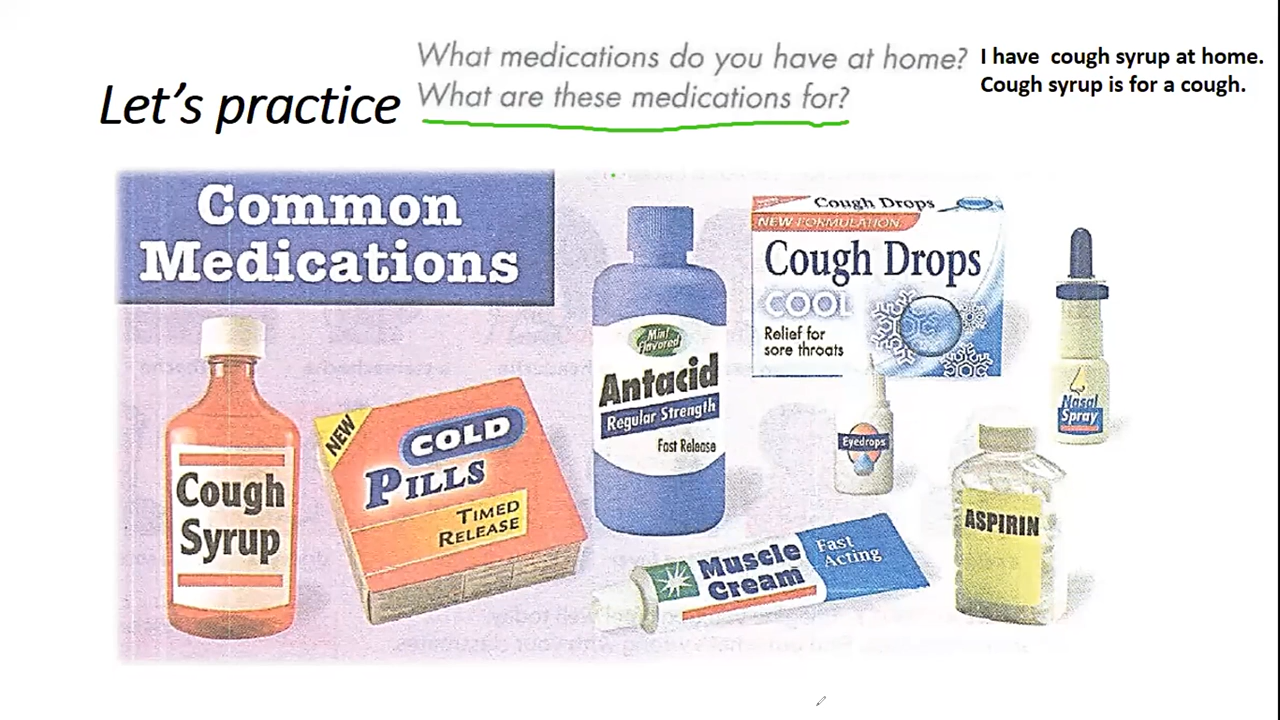 What medications do you have at home?
What are these medications for?
I have cough syrup at home.
Cough syrup is for a cough.
Let's practice
Common
Medications
Cough Drops
NEW FORMULATION
Cough Drops
COOL
Relief for
sore throats
Mint
Flavored
Antacid
Regular Strength
Fast Release
Nasal
Spray
NEW
COLD
PILLS
TIMED
RELEASE
Eyedrops
Cough
Syrup
ASPIRIN
Muscle
Cream
Fast
Acting